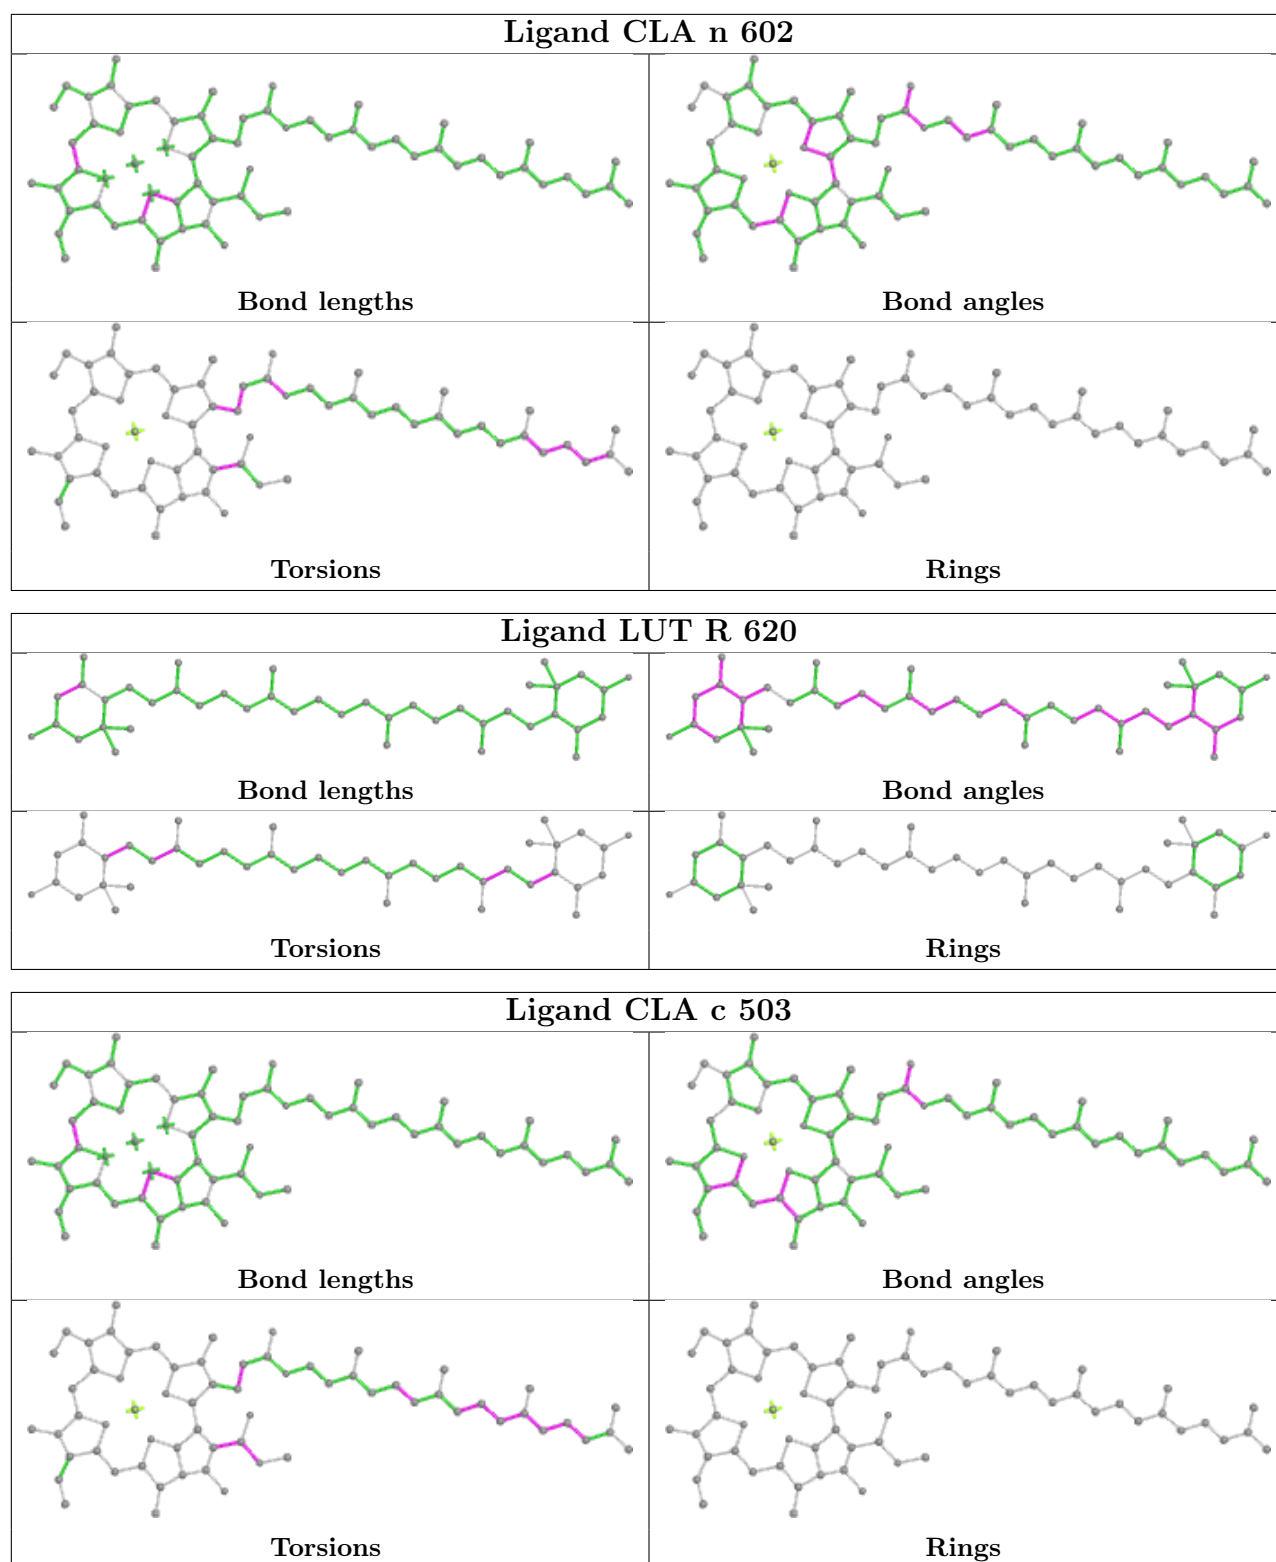 Ligand CLA n 602
Bond lengths
Bond angles
Torsions
Rings
Ligand LUT R 620
Bond lengths
Bond angles
Torsions
Rings
Ligand CLA c 503
Bond lengths
Bond angles
Torsions
Rings